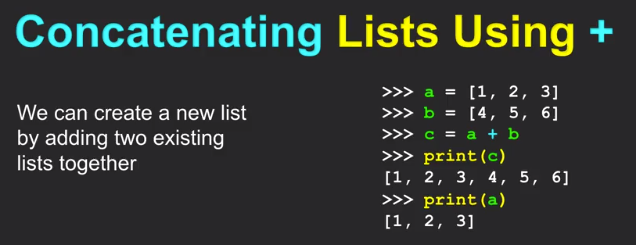 Concatenating Lists Using +
We can create a new list
by adding two existing
lists together
>>> a = [1, 2, 3]
>>> b = [4, 5, 6]
>>> c = a + b
>>> print(c)
[1, 2, 3, 4, 5, 6]
>>> print(a)
[1, 2, 3]